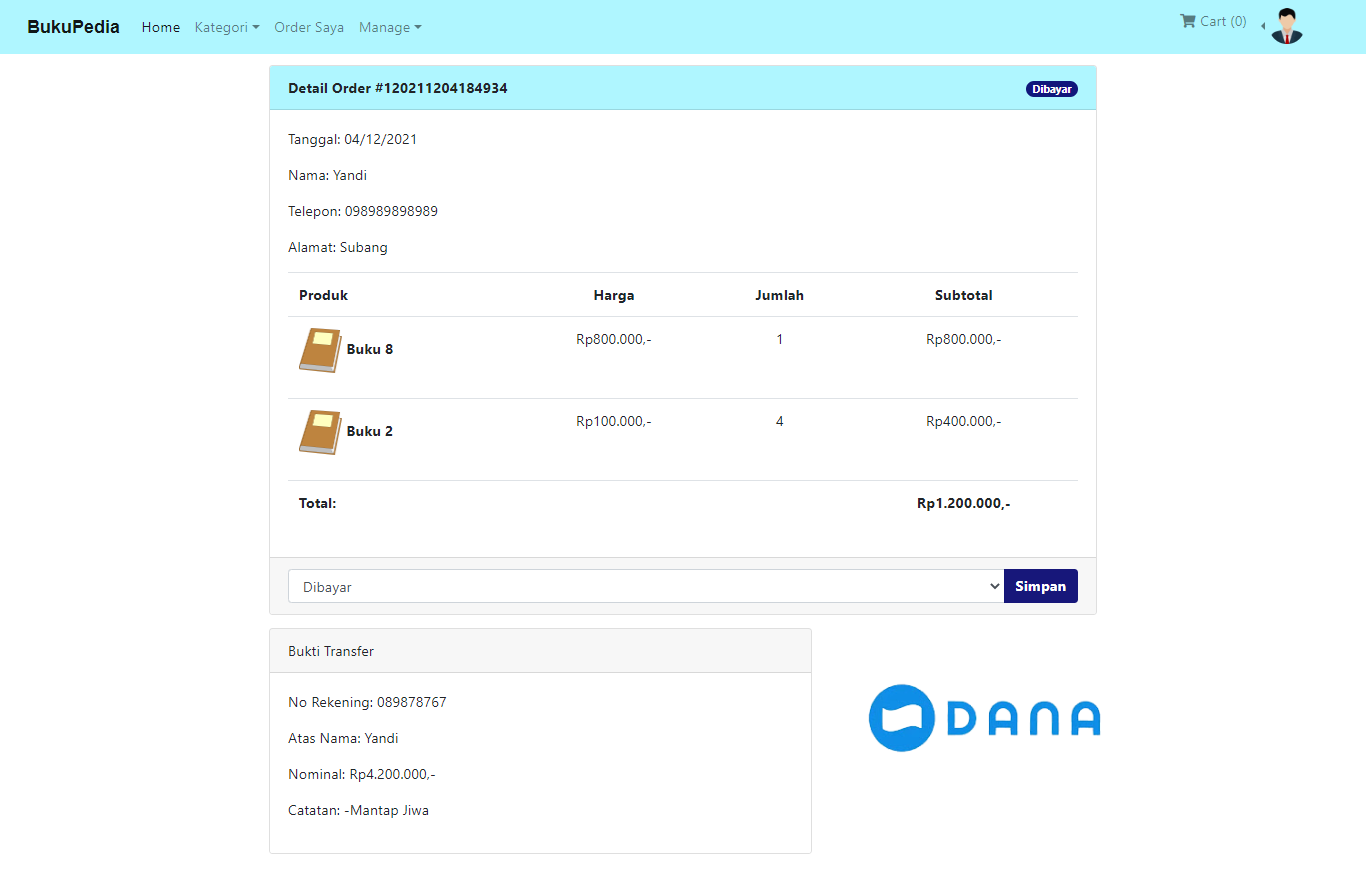 BukuPedia Home Kategori Order Saya Manage Cart (0)
Detail Order #120211204184934 Dibayar
Tanggal: 04/12/2021
Nama: Yandi
Telepon: 098989898989
Alamat: Subang
Produk Harga Jumlah Subtotal
Buku 8 Rp800.000,- 1 Rp800.000,-
Buku 2 Rp100.000,- 4 Rp400.000,-
Total: Rp1.200.000,-
Dibayar Simpan
Bukti Transfer
No Rekening: 089878767
Atas Nama: Yandi
Nominal: Rp4.200.000,-
Catatan: -Mantap Jiwa
DANA